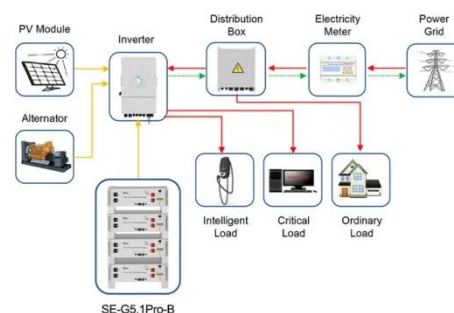 PV Module
Inverter
Distribution
Box
Electricity
Meter
Power
Grid
Alternator
Intelligent
Load
Critical
Load
Ordinary
Load
SE-G5.1Pro-B